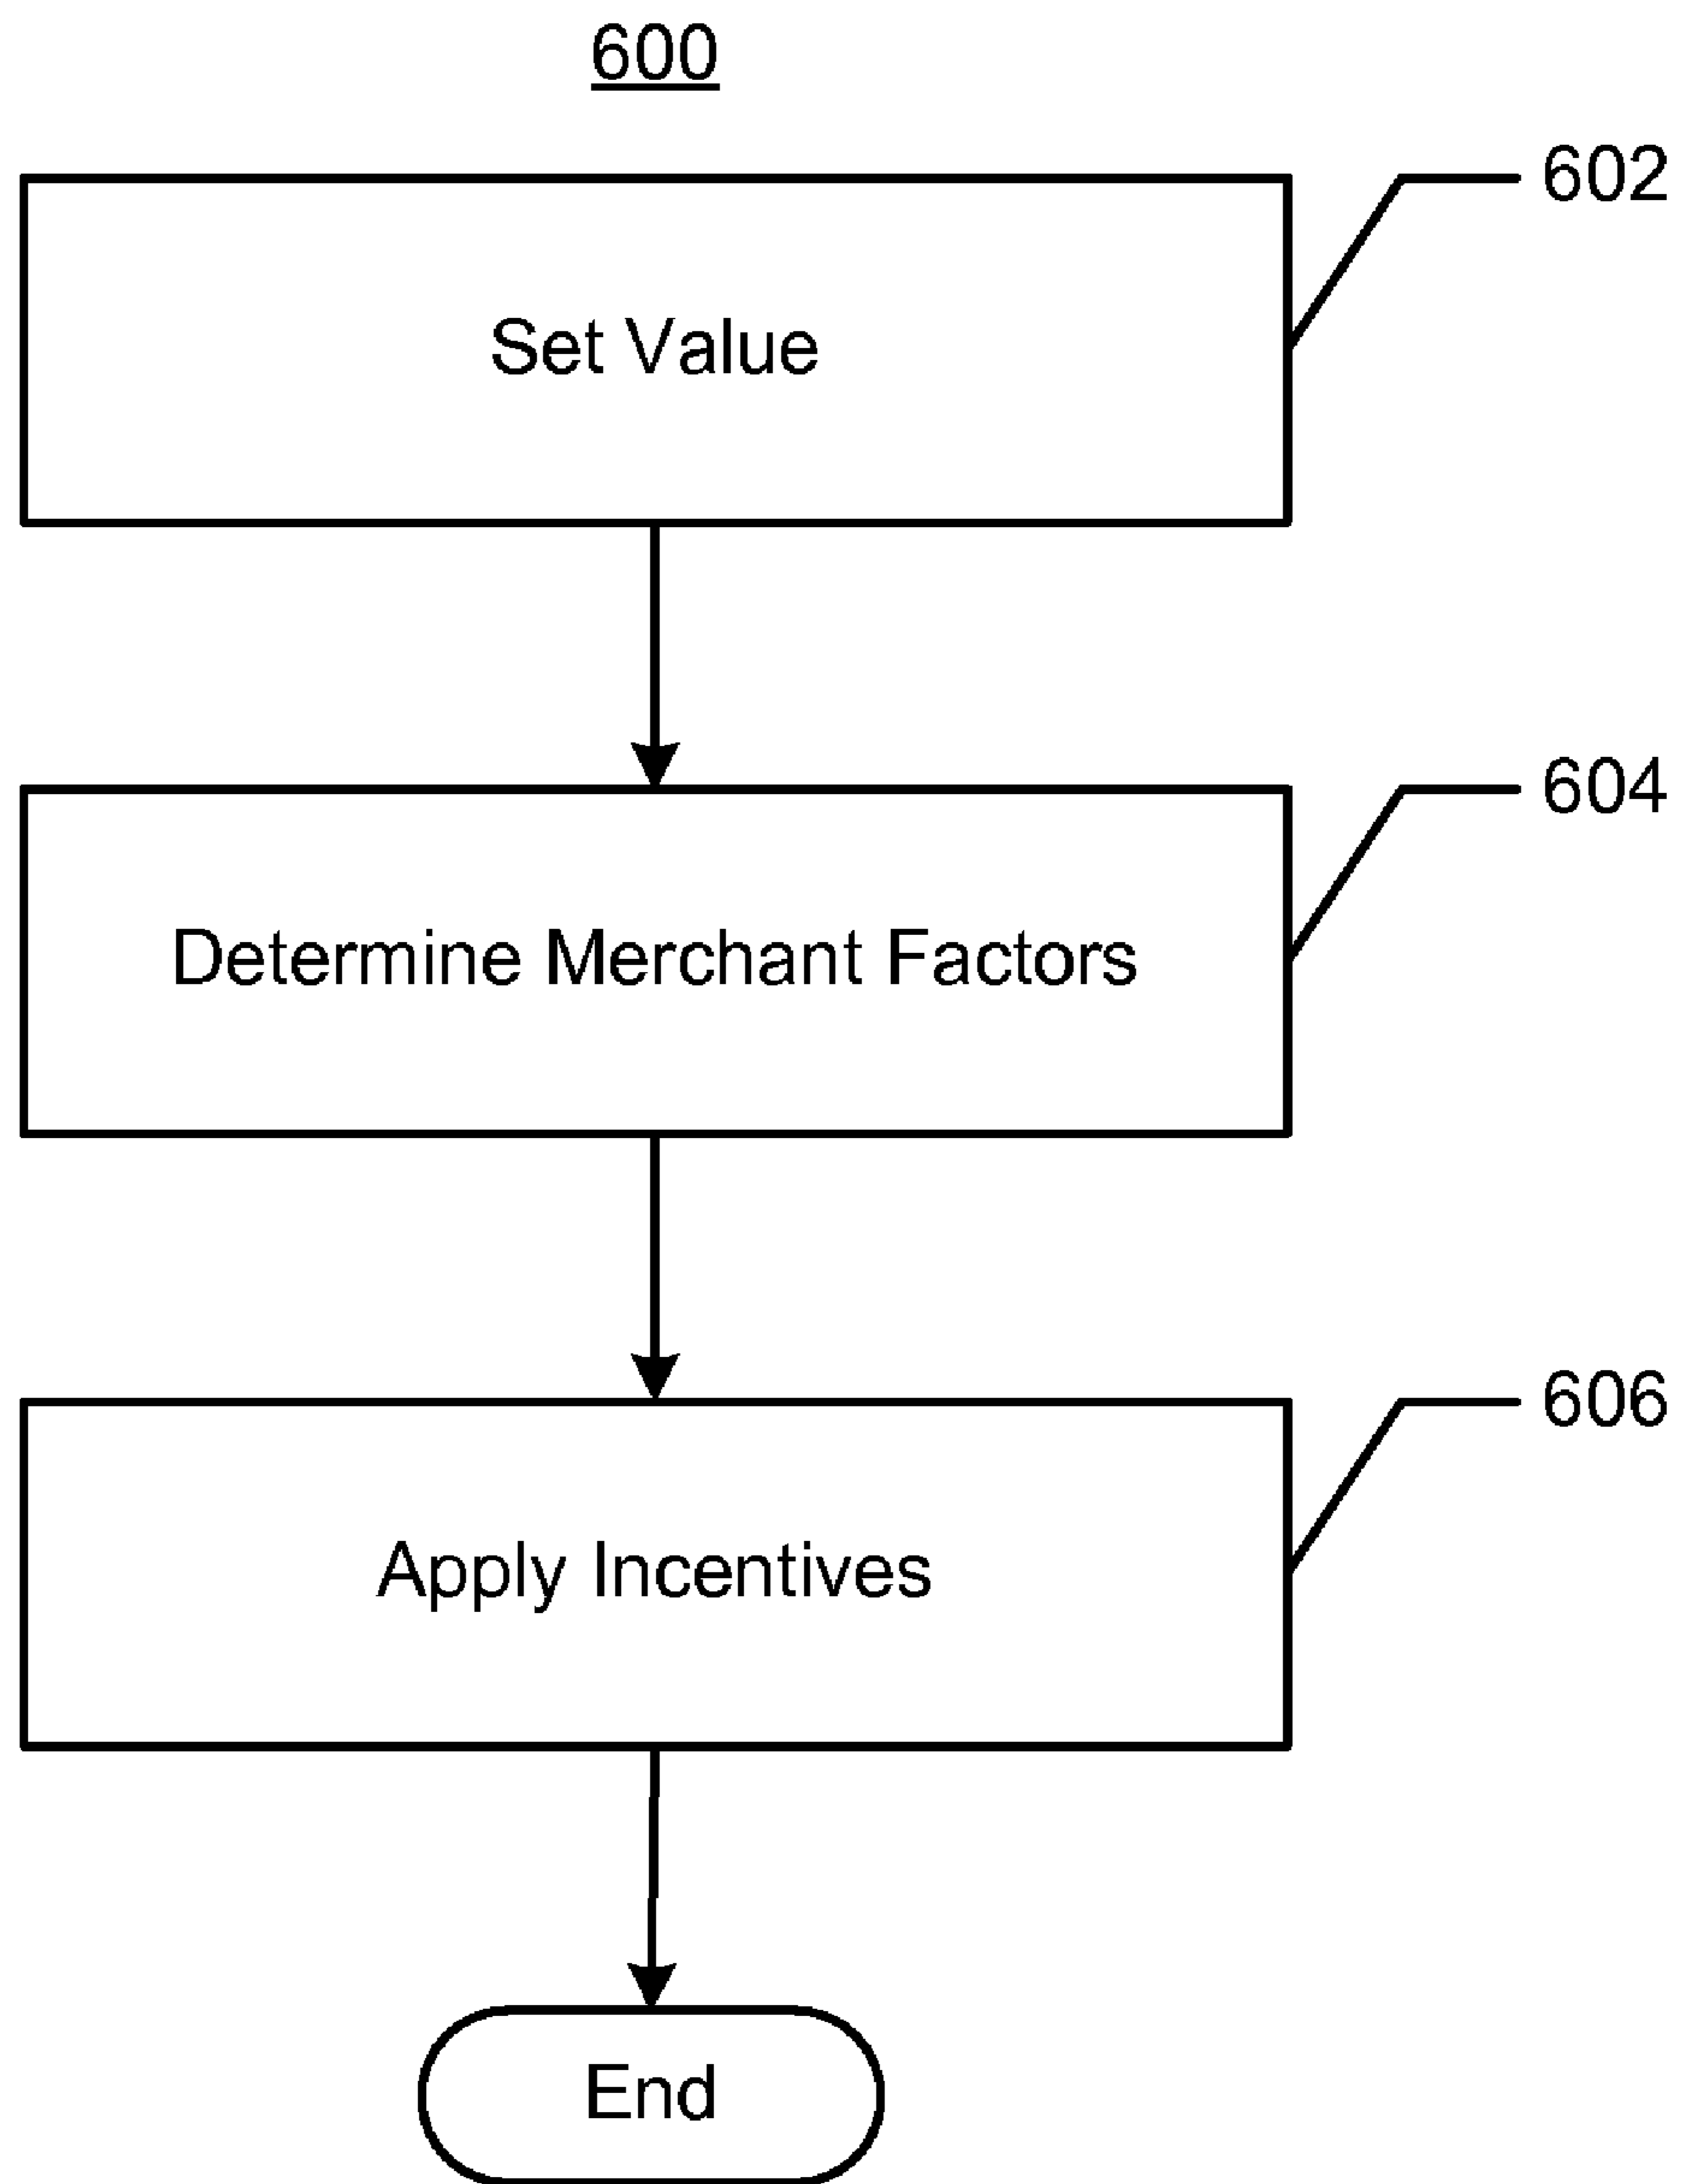 600
602
Set Value
604
Determine Merchant Factors
606
Apply Incentives
End